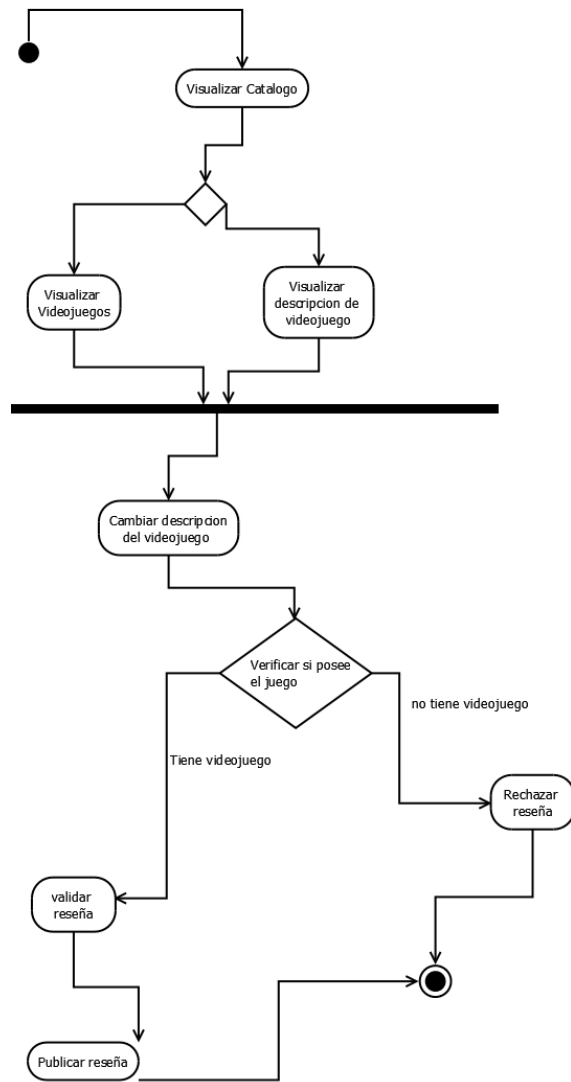 Visualizar Catalogo
Visualizar
Videojuegos
Visualizar
descripcion de
videojuego
Cambiar descripcion
del videojuego
Verificar si posee
el juego
no tiene videojuego
Tiene videojuego
Rechazar
reseña
validar
reseña
Publicar reseña